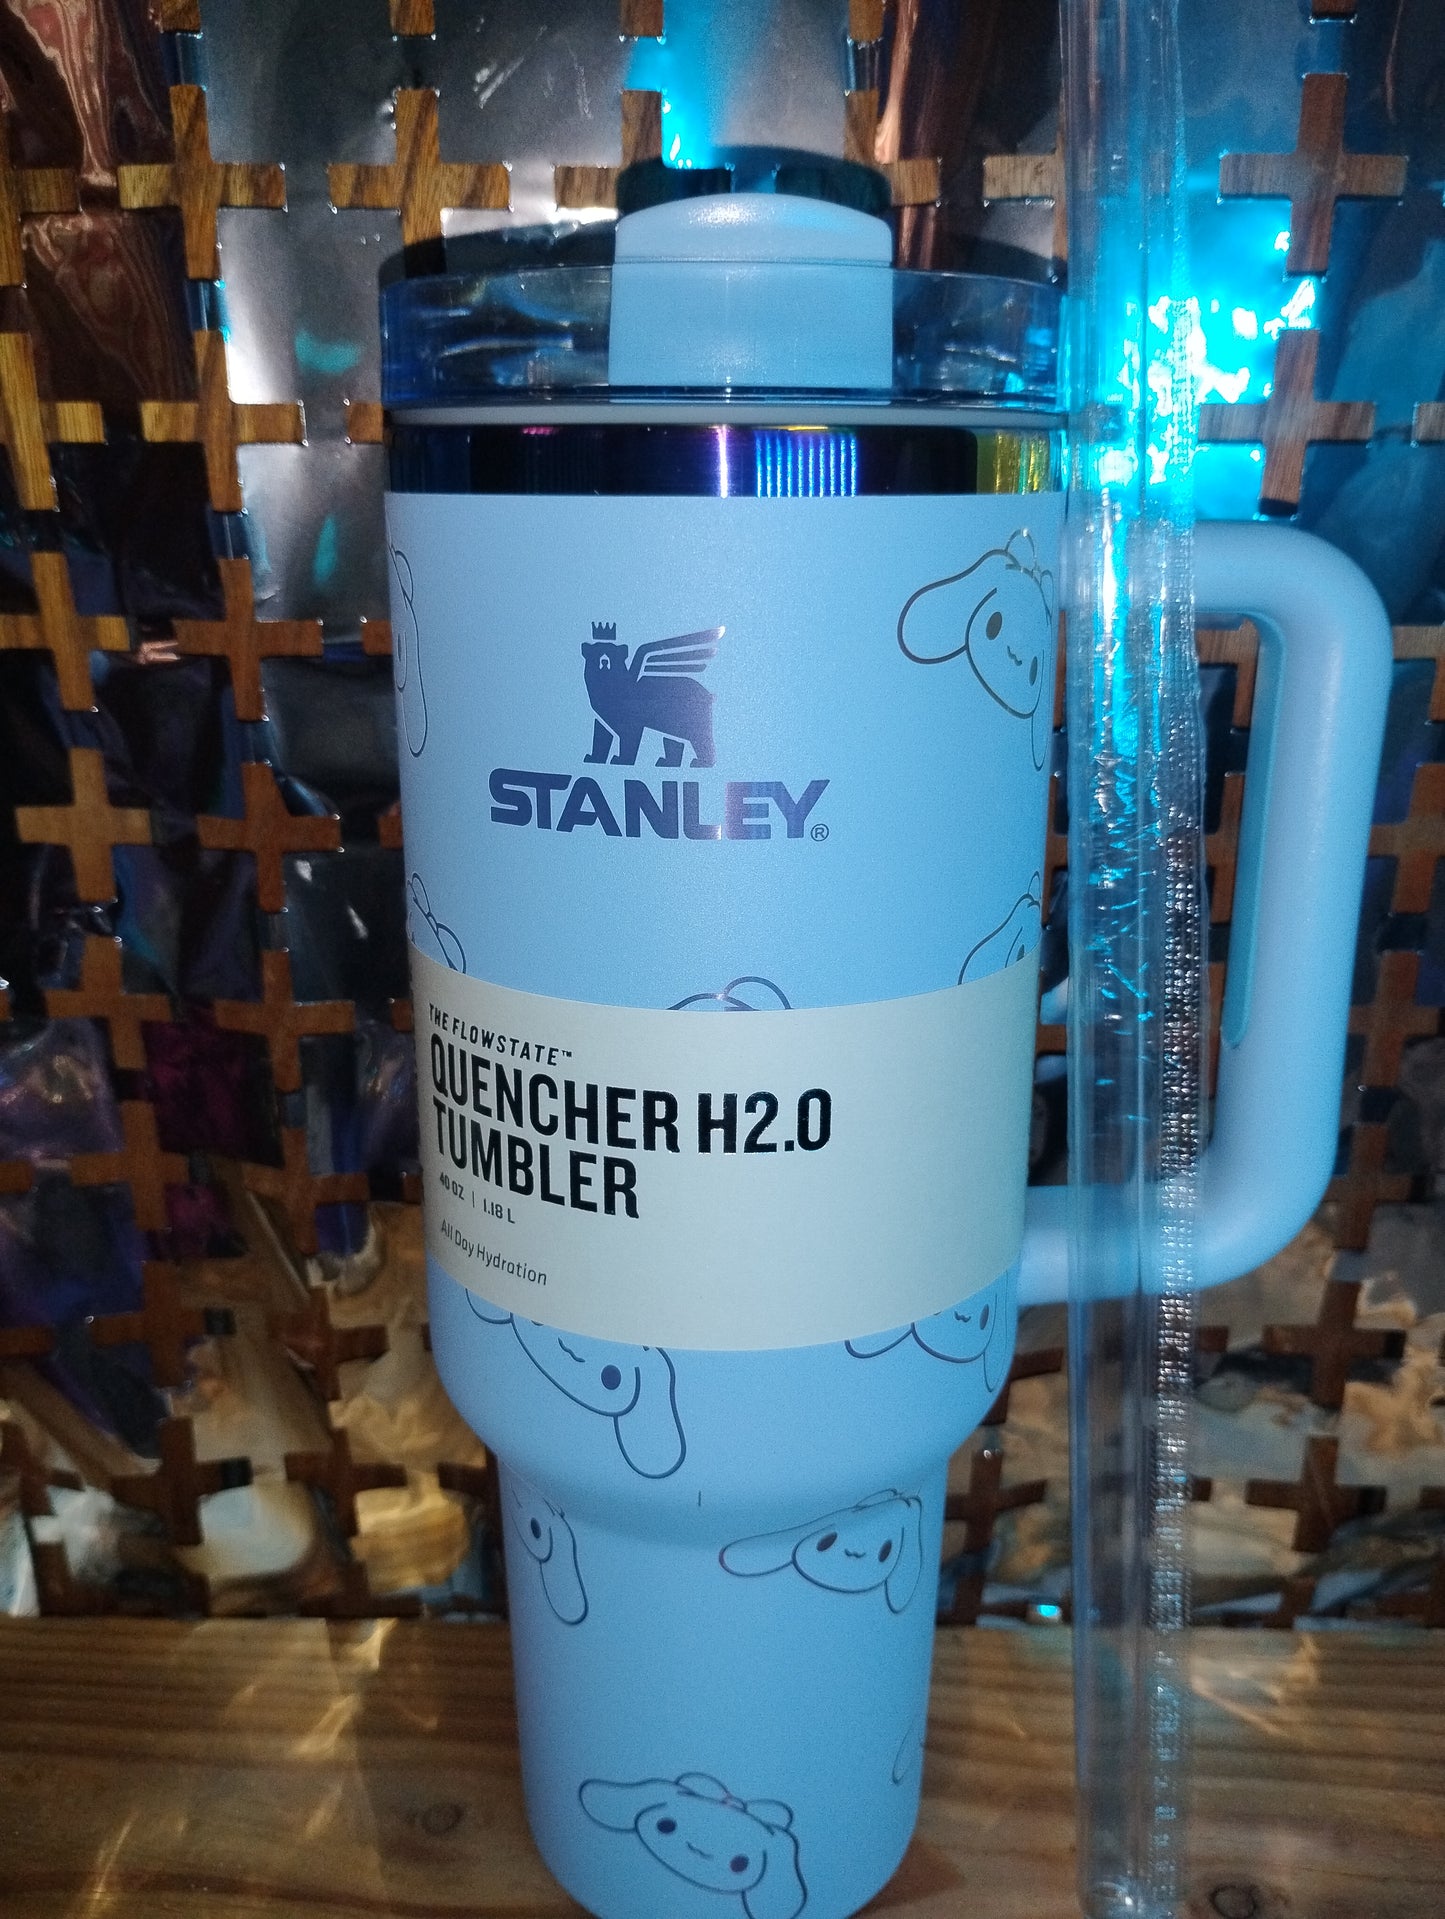 STANLEY®
THE FLOWSTATE™
QUENCHER H2.0
TUMBLER
40 OZ | 1.18 L
All Day Hydration